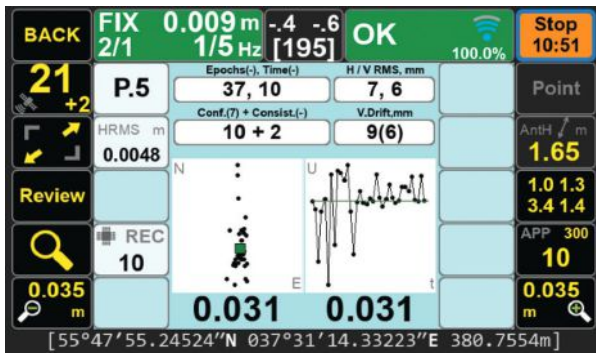 BACK
FIX 0.009 m
2/1 1/5 Hz
-.4 -.6
[195]
OK
100.0%
Stop
10:51
21
+2
P.5
Epochs(-), Time(-)
37, 10
H / V RMS, mm
7, 6
Point
HRMS m
0.0048
Conf.(7) + Consist.(-)
10 + 2
V.Drift,mm
9(6)
AntH m
1.65
Review
N
U
1.0 1.3
3.4 1.4
REC
10
E
t
APP 300
10
0.035
m
0.031
0.031
0.035
m
[55°47′55.24524″N 037°31′14.33223″E 380.7554m]